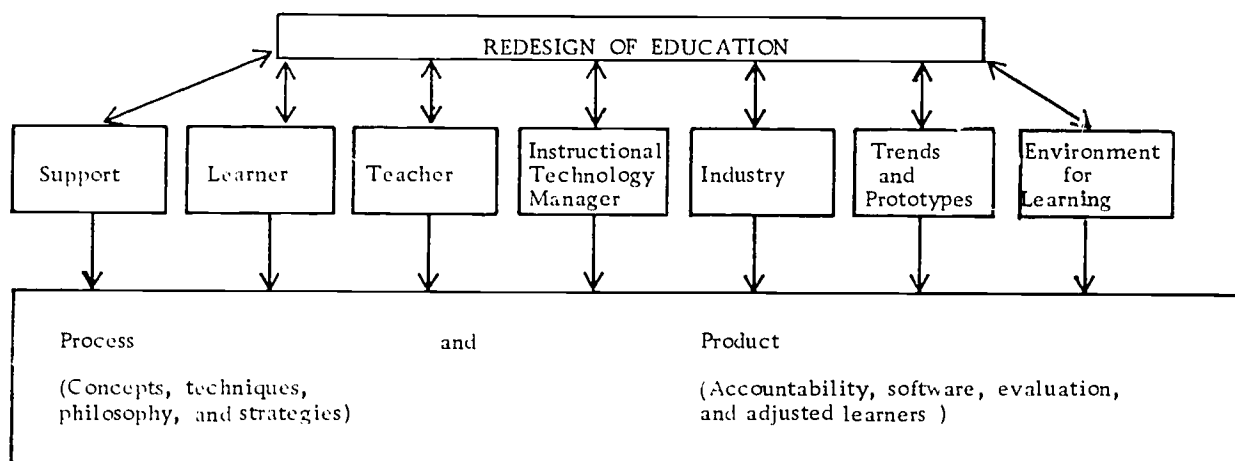 REDESIGN OF EDUCATION
Support
Learner
Teacher
Instructional
Technology
Manager
Industry
Trends
and
Prototypes
Environment
for
Learning
Process and Product
(Concepts, techniques,
philosophy, and strategies)
(Accountability, software, evaluation,
and adjusted learners )